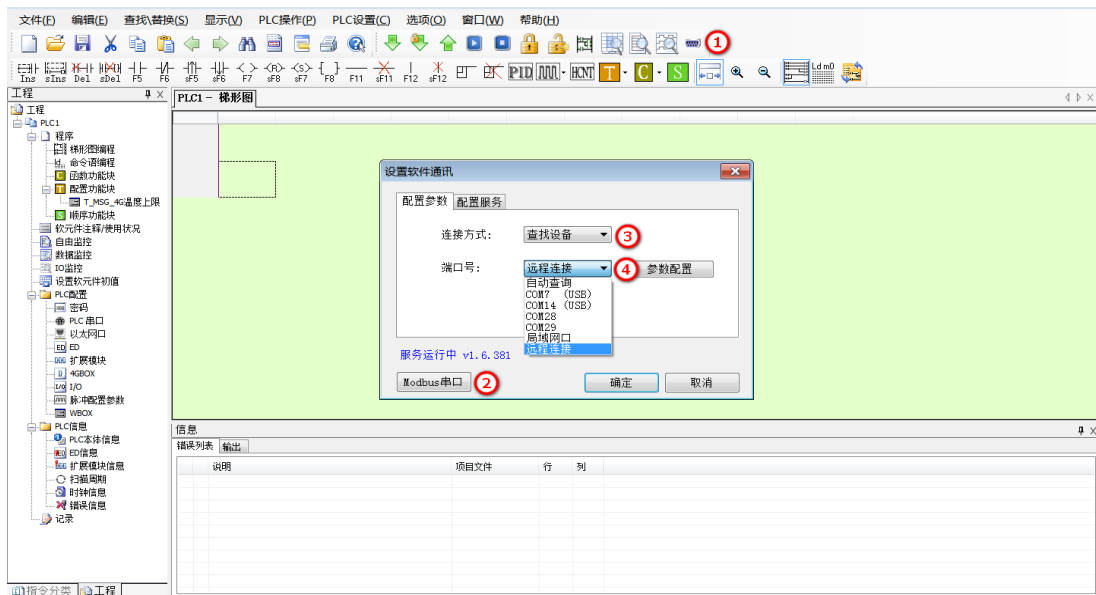 文件(F) 编辑(E) 查找\替换(S) 显示(V) PLC操作(P) PLC设置(C) 选项(O) 窗口(W) 帮助(H)
1
Ins sIns Del sDel F5 F6 sF5 sF6 F7 sF8 sF7 F8 F11 sF11 F12 sF12 PID HCNT T C S Ld m0
工程
PLC1 - 梯形图
工程
PLC1
程序
梯形图编程
命令语编程
C 函数功能块
T 配置功能块
T_MSG_4G温度上限
S 顺序功能块
软元件注释/使用状况
自由监控
数据监控
IO监控
设置软元件初值
PLC配置
密码
PLC 串口
以太网口
ED ED
扩展模块
4GBOX
I/O I/O
脉冲配置参数
WBOX
PLC信息
PLC本体信息
ED信息
扩展模块信息
扫描周期
时钟信息
错误信息
记录
指令分类 工程
设置软件通讯
配置参数 配置服务
连接方式: 查找设备 3
端口号: 远程连接 4 参数配置
自动查询
COM7 (USB)
COM14 (USB)
COM28
COM29
局域网口
远程连接
服务运行中 v1.6.381
Modbus串口 2 确定 取消
信息
错误列表 输出
说明 项目文件 行 列